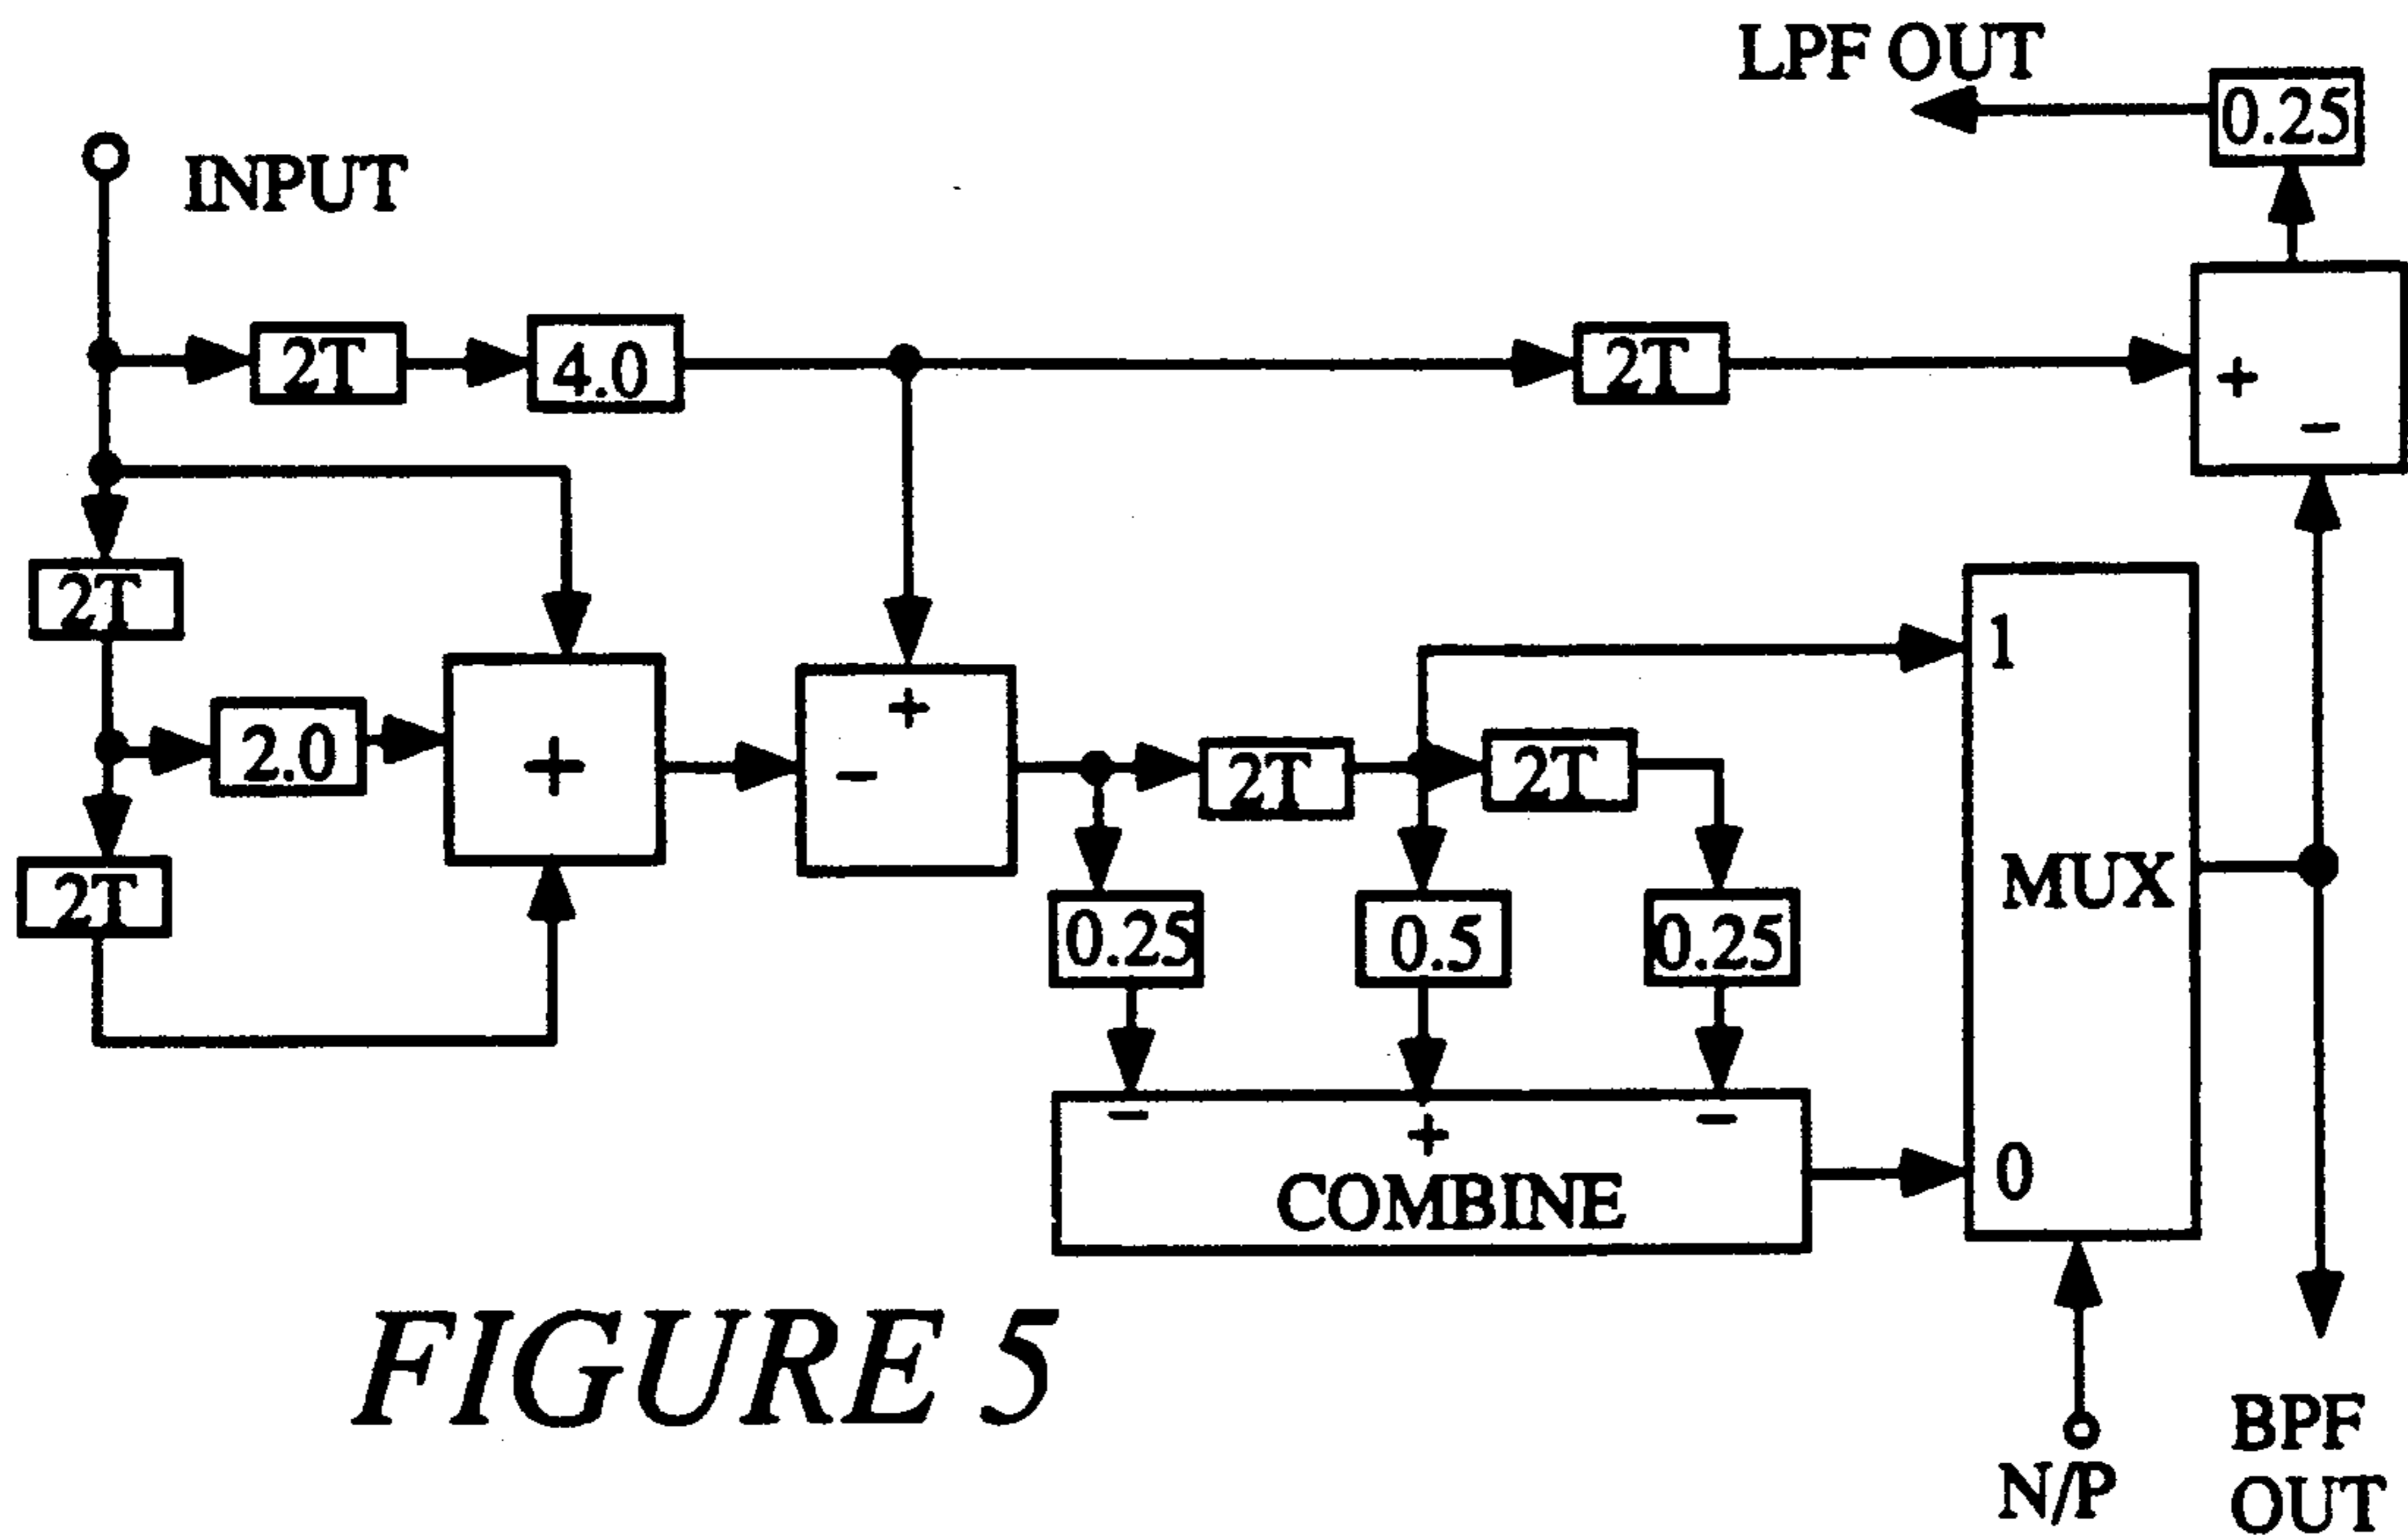 LPF OUT
0.25
INPUT
2T
4.0
2T
+
−
2T
1
+
2.0
+
−
2T
2T
MUX
2T
0.25
0.5
0.25
−
+
−
COMBINE
0
FIGURE 5
N/P
BPF
OUT